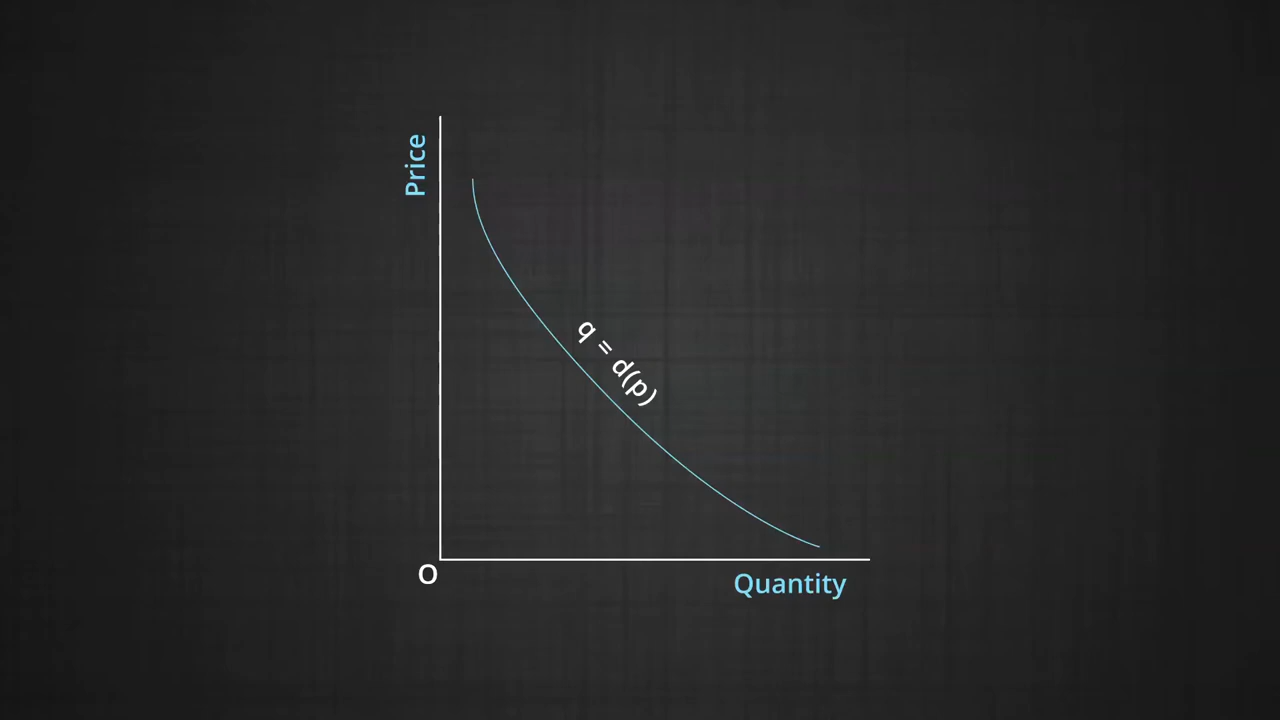 Price
q = d(p)
O
Quantity